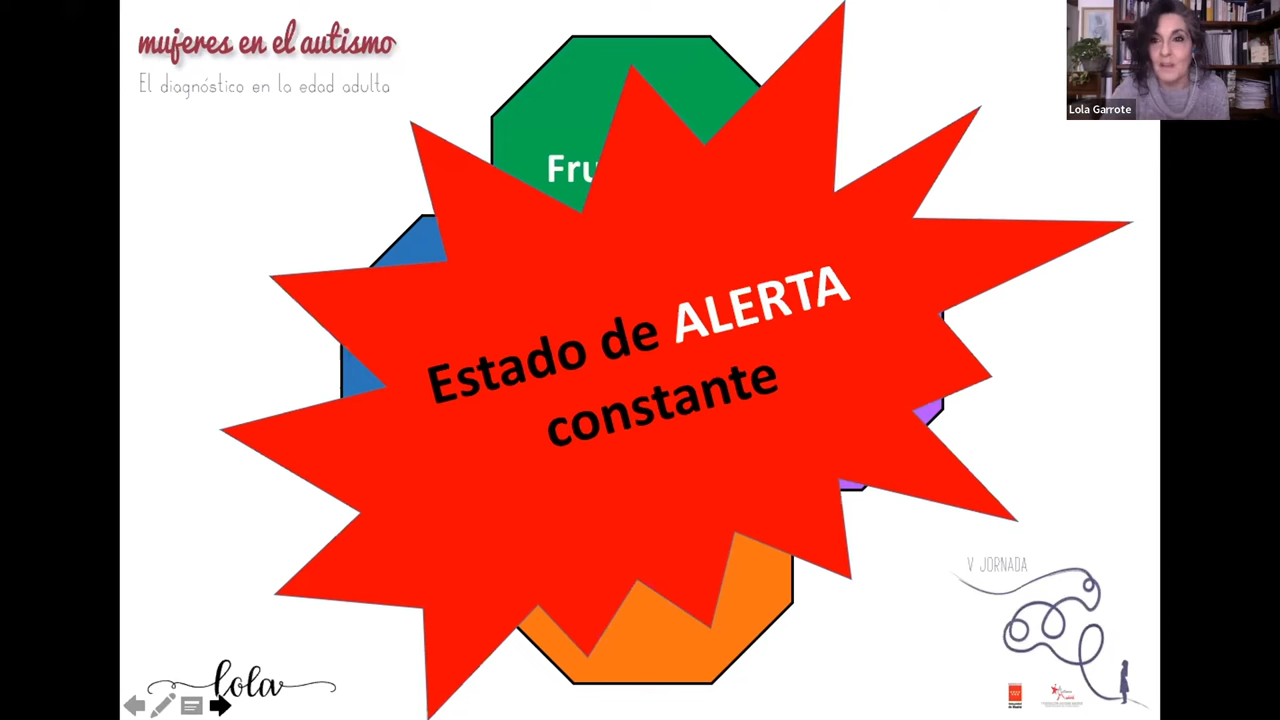 mujeres en el autismo
El diagnóstico en la edad adulta
Lola Garrote
Fru
Estado de ALERTA
constante
V JORNADA
lola